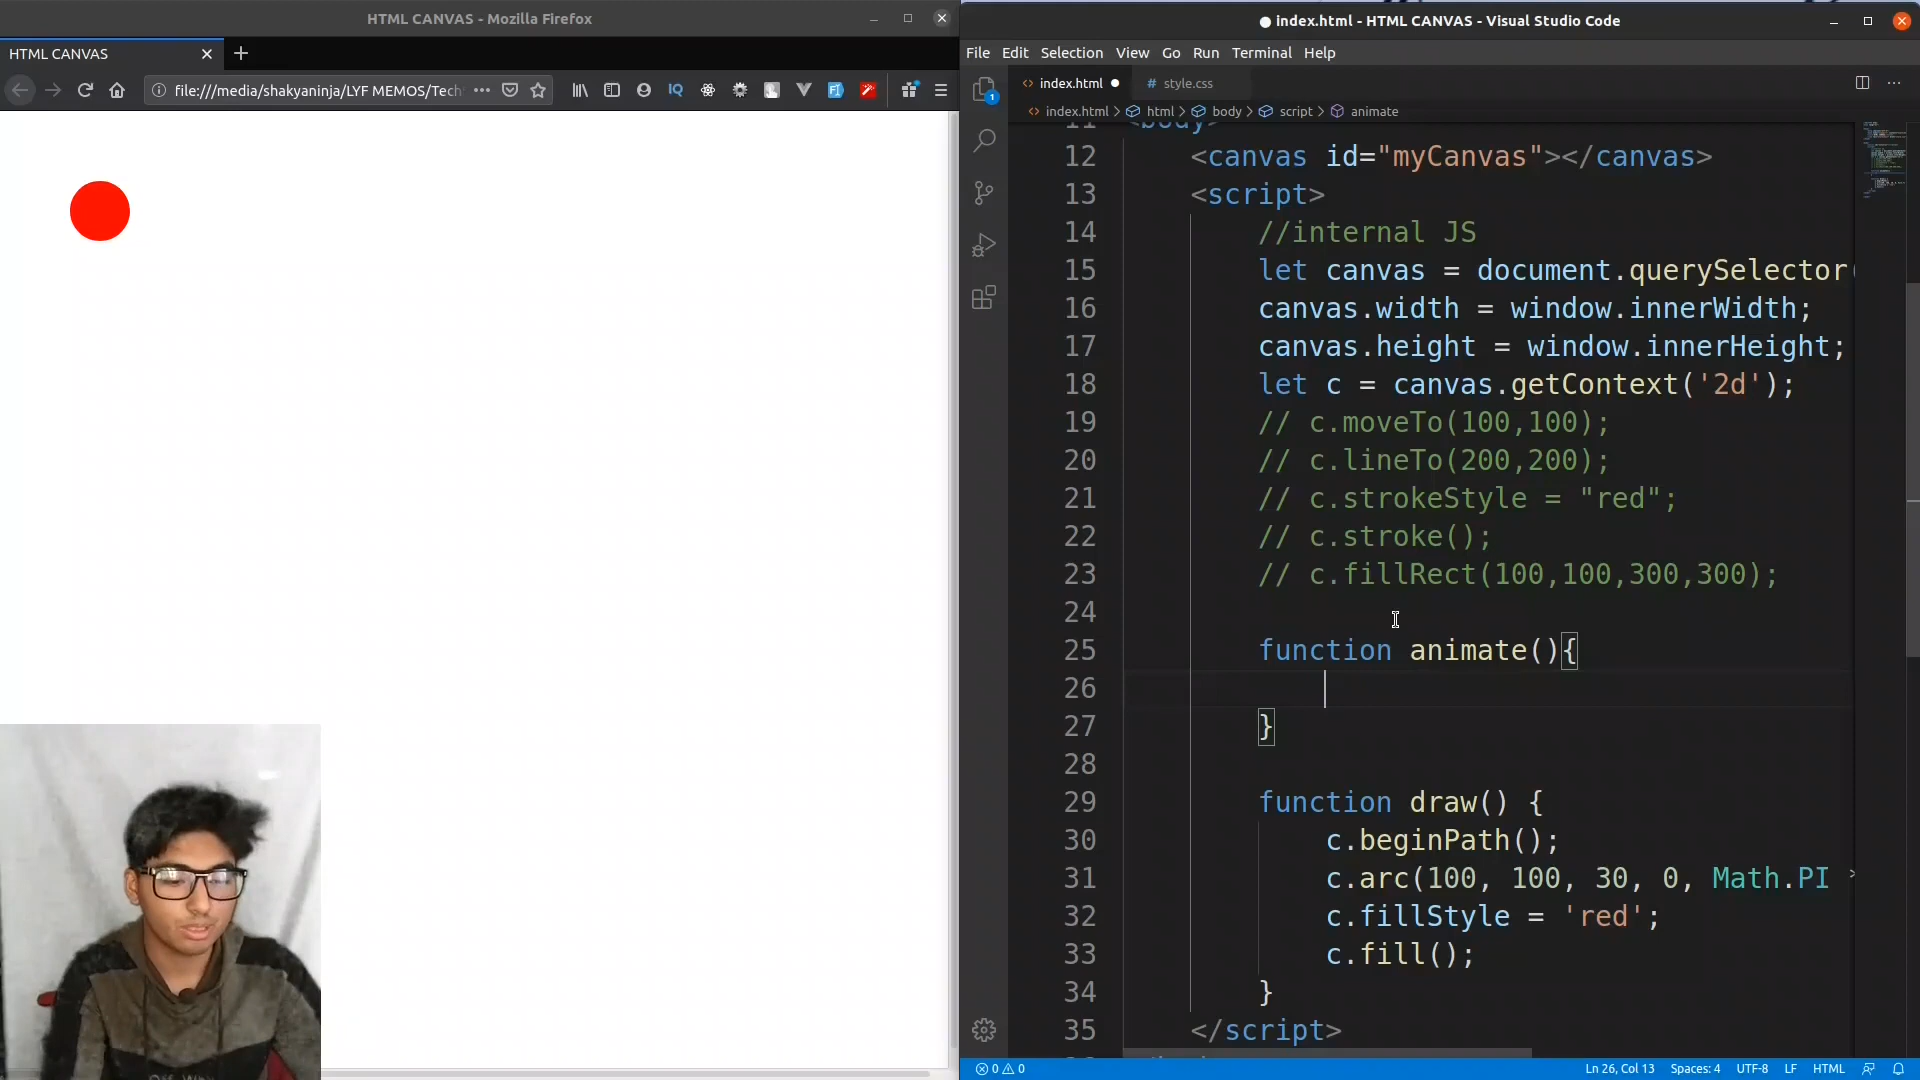 HTML CANVAS - Mozilla Firefox
HTML CANVAS
file:///media/shakyaninja/LYF MEMOS/Tech
index.html - HTML CANVAS - Visual Studio Code
File Edit Selection View Go Run Terminal Help
index.html
style.css
index.html > html > body > script > animate
1
11 <body>
12 <canvas id="myCanvas"></canvas>
13 <script>
14 //internal JS
15 let canvas = document.querySelector(
16 canvas.width = window.innerWidth;
17 canvas.height = window.innerHeight;
18 let c = canvas.getContext('2d');
19 // c.moveTo(100,100);
20 // c.lineTo(200,200);
21 // c.strokeStyle = "red";
22 // c.stroke();
23 // c.fillRect(100,100,300,300);
24
25 function animate(){
26
27 }
28
29 function draw() {
30 c.beginPath();
31 c.arc(100, 100, 30, 0, Math.PI
32 c.fillStyle = 'red';
33 c.fill();
34 }
35 </script>
0 0
Ln 26, Col 13 Spaces: 4 UTF-8 LF HTML